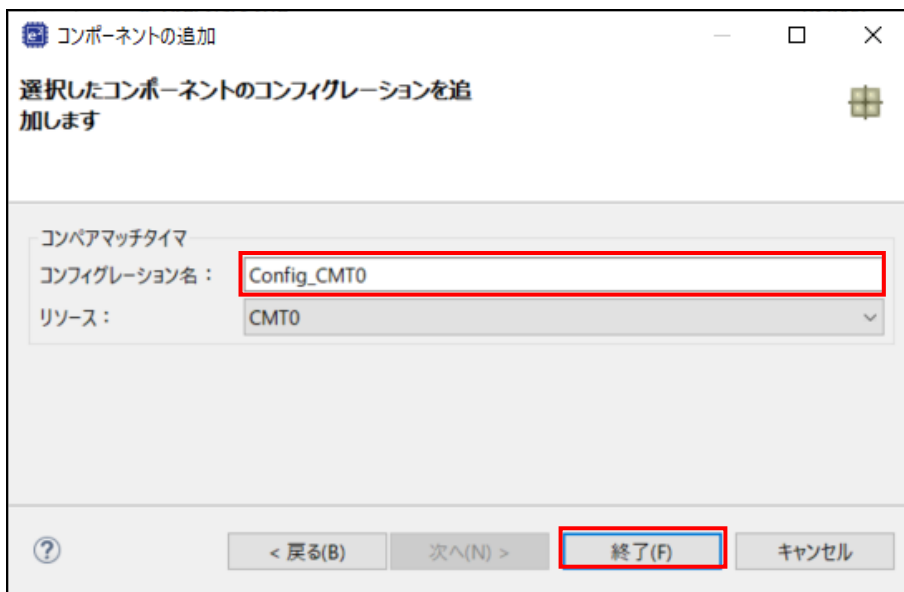 コンポーネントの追加
選択したコンポーネントのコンフィグレーションを追
加します
コンペアマッチタイマ
コンフィグレーション名：
Config_CMT0
リソース：
CMT0
< 戻る(B)
次へ(N) >
終了(F)
キャンセル